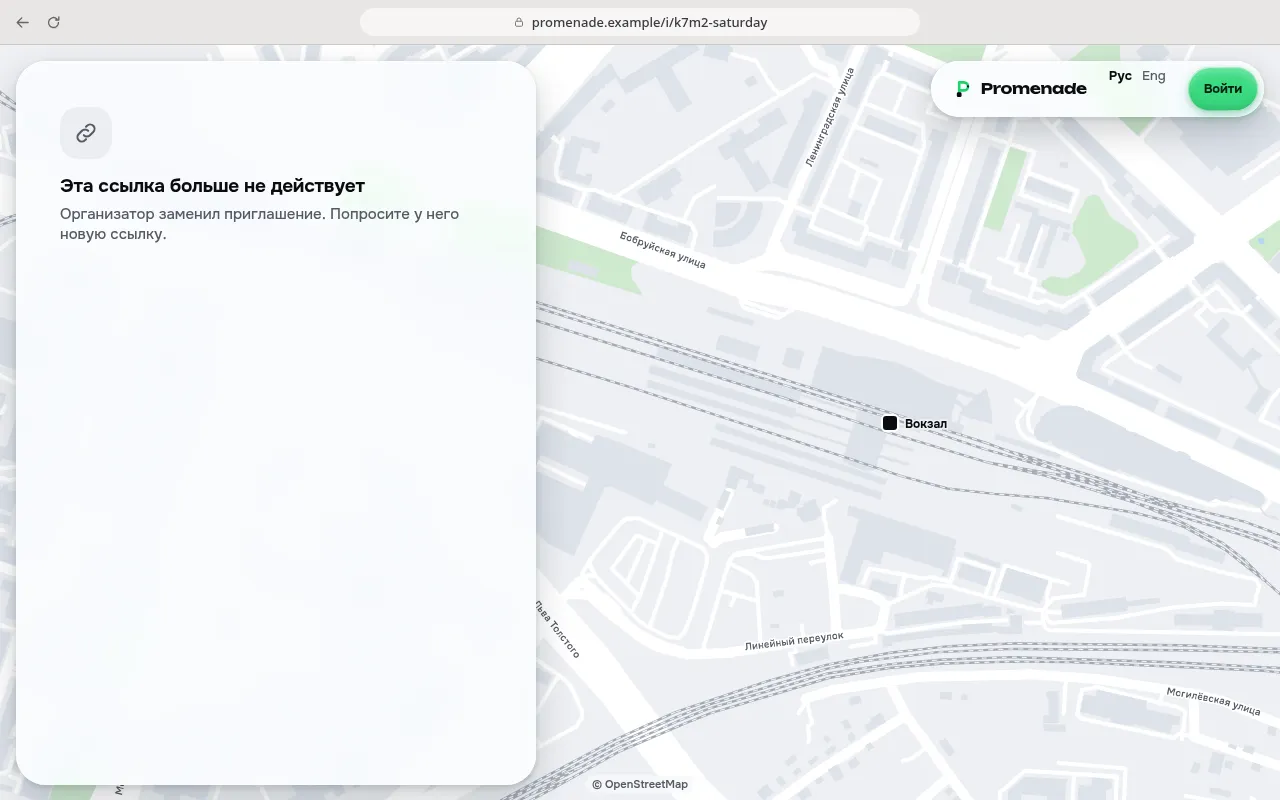 promenade.example/i/k7m2-saturday
Promenade
Рус
Eng
Войти
Эта ссылка больше не действует
Организатор заменил приглашение. Попросите у него
новую ссылку.
Ленинградская улица
Бобруйская улица
Вокзал
Льва Толстого
Линейный переулок
Могилёвская улица
© OpenStreetMap